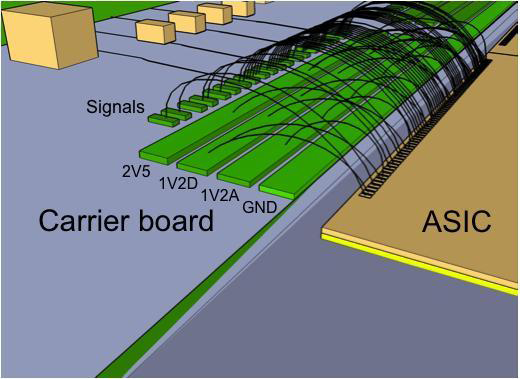 Signals
2V5
1V2D
1V2A
GND
Carrier board
ASIC